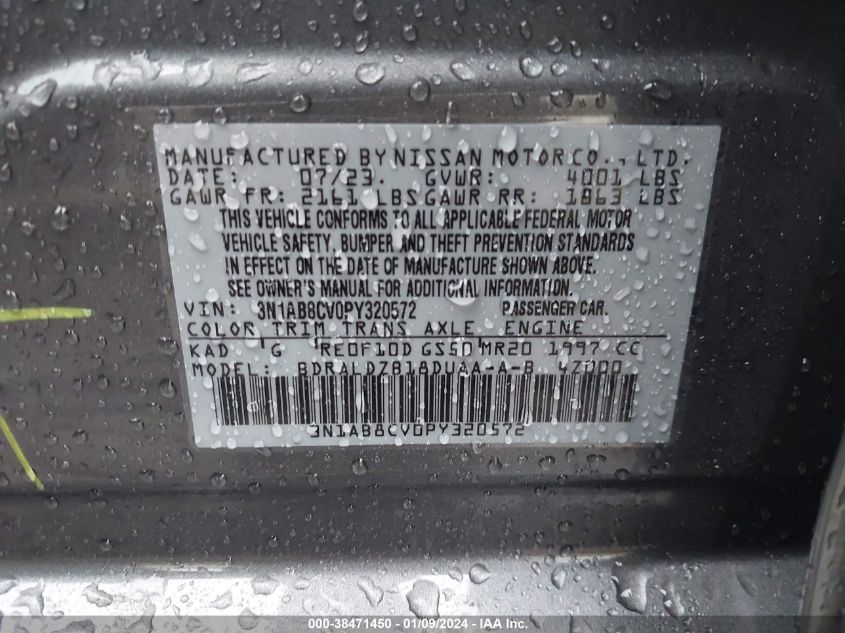 MANUFACTURED BY NISSAN MOTOR CO., LTD.
DATE: 07/23. GVWR: 4001 LBS
GAWR FR: 2161 LBS GAWR RR: 1863 LBS
THIS VEHICLE CONFORMS TO ALL APPLICABLE FEDERAL MOTOR
VEHICLE SAFETY, BUMPER AND THEFT PREVENTION STANDARDS
IN EFFECT ON THE DATE OF MANUFACTURE SHOWN ABOVE.
SEE OWNER'S MANUAL FOR ADDITIONAL INFORMATION.
VIN: 3N1AB8CV0PY320572 PASSENGER CAR.
COLOR TRIM TRANS AXLE ENGINE
KAD G RE0F10D GS5D MR20 1997 CC
MODEL: BDRALDZB18DUAA-A-B 4Z000
3N1AB8CV0PY320572
000-38471450 - 01/09/2024 - IAA INC.